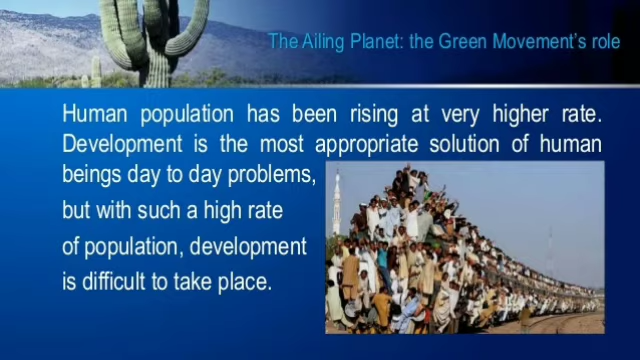 The Ailing Planet: the Green Movement's role
Human population has been rising at very higher rate.
Development is the most appropriate solution of human
beings day to day problems,
but with such a high rate
of population, development
is difficult to take place.